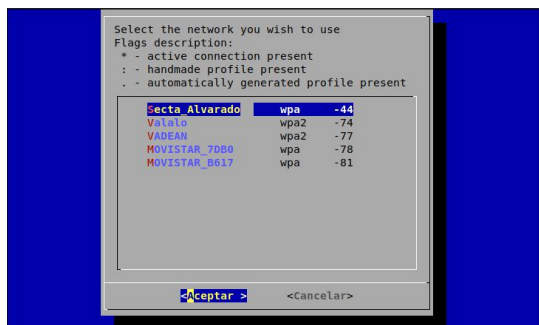 Select the network you wish to use
Flags description:
* - active connection present
: - handmade profile present
. - automatically generated profile present
Secta_Alvarado wpa -44
Valalo wpa2 -74
VADEAN wpa2 -77
MOVISTAR_7DB0 wpa -78
MOVISTAR_B617 wpa -81
<Aceptar > <Cancelar>